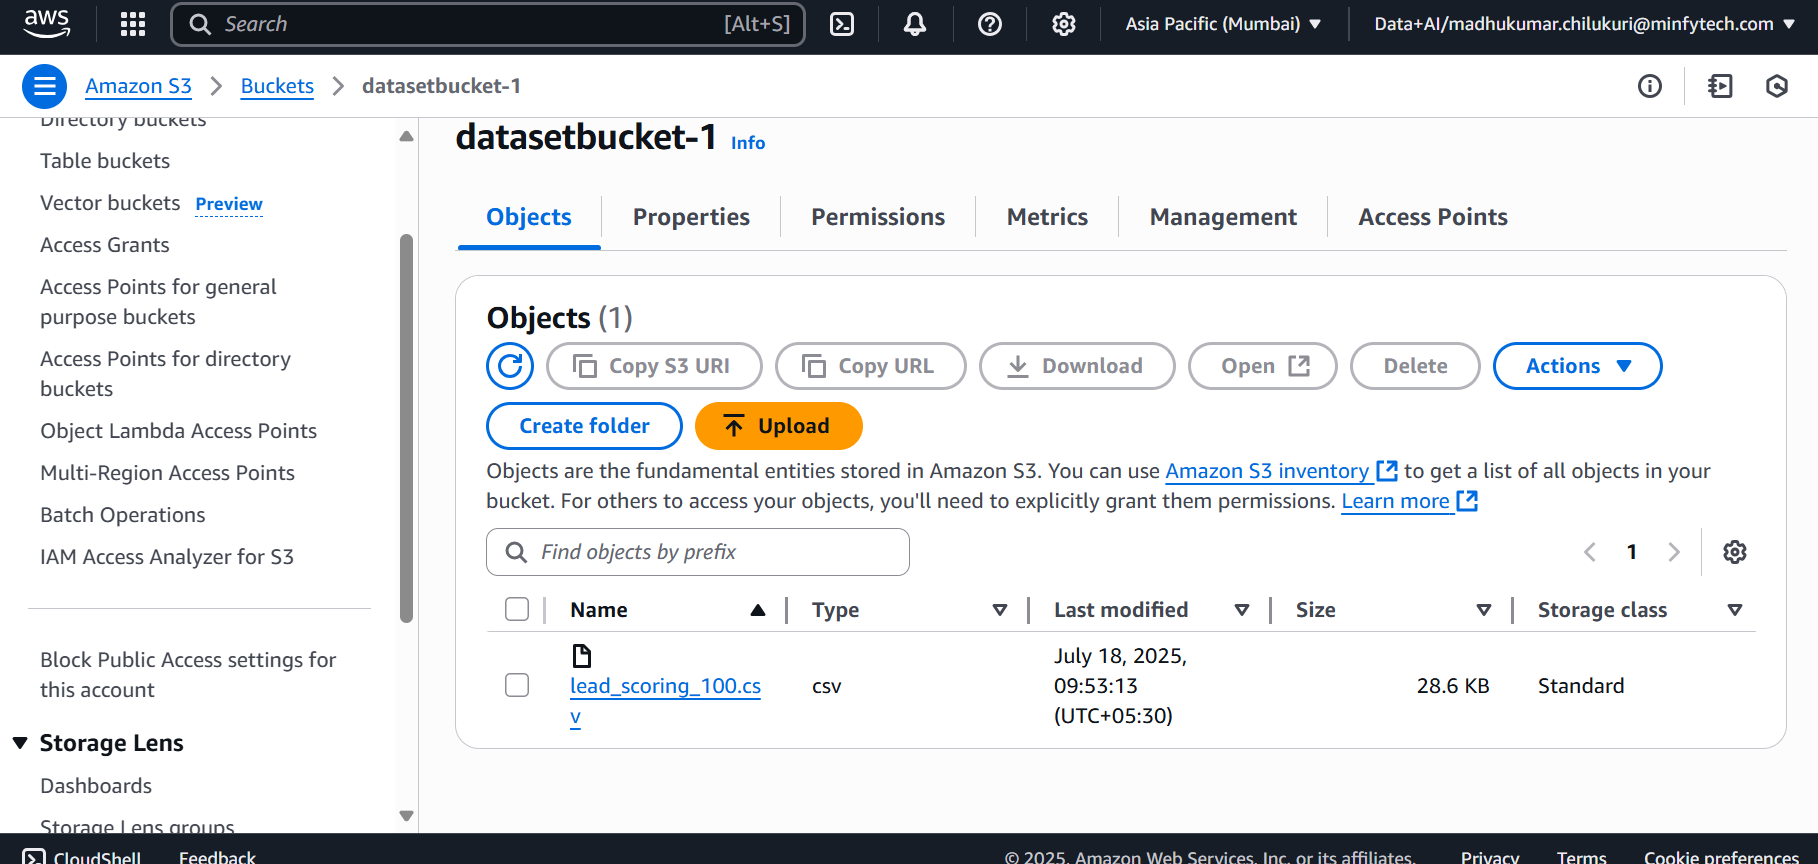 aws
Search
[Alt+S]
Asia Pacific (Mumbai)
Data+AI/madhukumar.chilukuri@minfytech.com
Amazon S3
Buckets
datasetbucket-1
Directory buckets
Table buckets
Vector buckets Preview
Access Grants
Access Points for general
purpose buckets
Access Points for directory
buckets
Object Lambda Access Points
Multi-Region Access Points
Batch Operations
IAM Access Analyzer for S3
Block Public Access settings for
this account
Storage Lens
Dashboards
Storage Lens groups
datasetbucket-1 Info
Objects
Properties
Permissions
Metrics
Management
Access Points
Objects (1)
Copy S3 URI
Copy URL
Download
Open
Delete
Actions
Create folder
Upload
Objects are the fundamental entities stored in Amazon S3. You can use Amazon S3 inventory to get a list of all objects in your
bucket. For others to access your objects, you'll need to explicitly grant them permissions. Learn more
Find objects by prefix
1
Name
Type
Last modified
Size
Storage class
lead_scoring_100.cs
v
csv
July 18, 2025,
09:53:13
(UTC+05:30)
28.6 KB
Standard
CloudShell
Feedback
© 2025, Amazon Web Services, Inc. or its affiliates.
Privacy
Terms
Cookie preferences